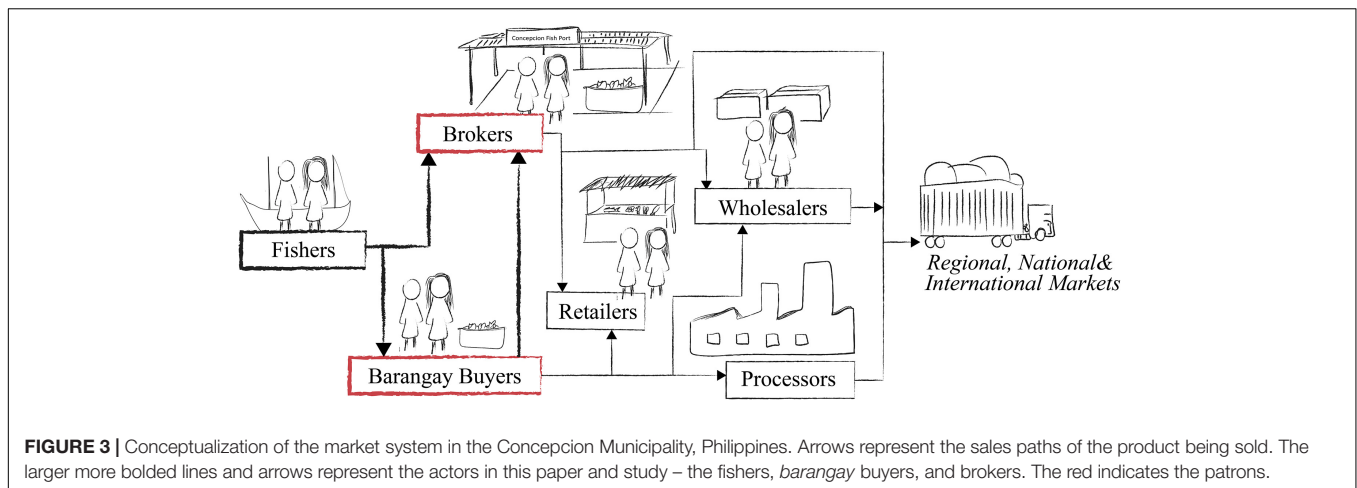 Concepcion Fish Port
Brokers
Fishers
Wholesalers
Retailers
Regional, National&
International Markets
Barangay Buyers
Processors
FIGURE 3 | Conceptualization of the market system in the Concepcion Municipality, Philippines. Arrows represent the sales paths of the product being sold. The
larger more bolded lines and arrows represent the actors in this paper and study – the fishers, barangay buyers, and brokers. The red indicates the patrons.